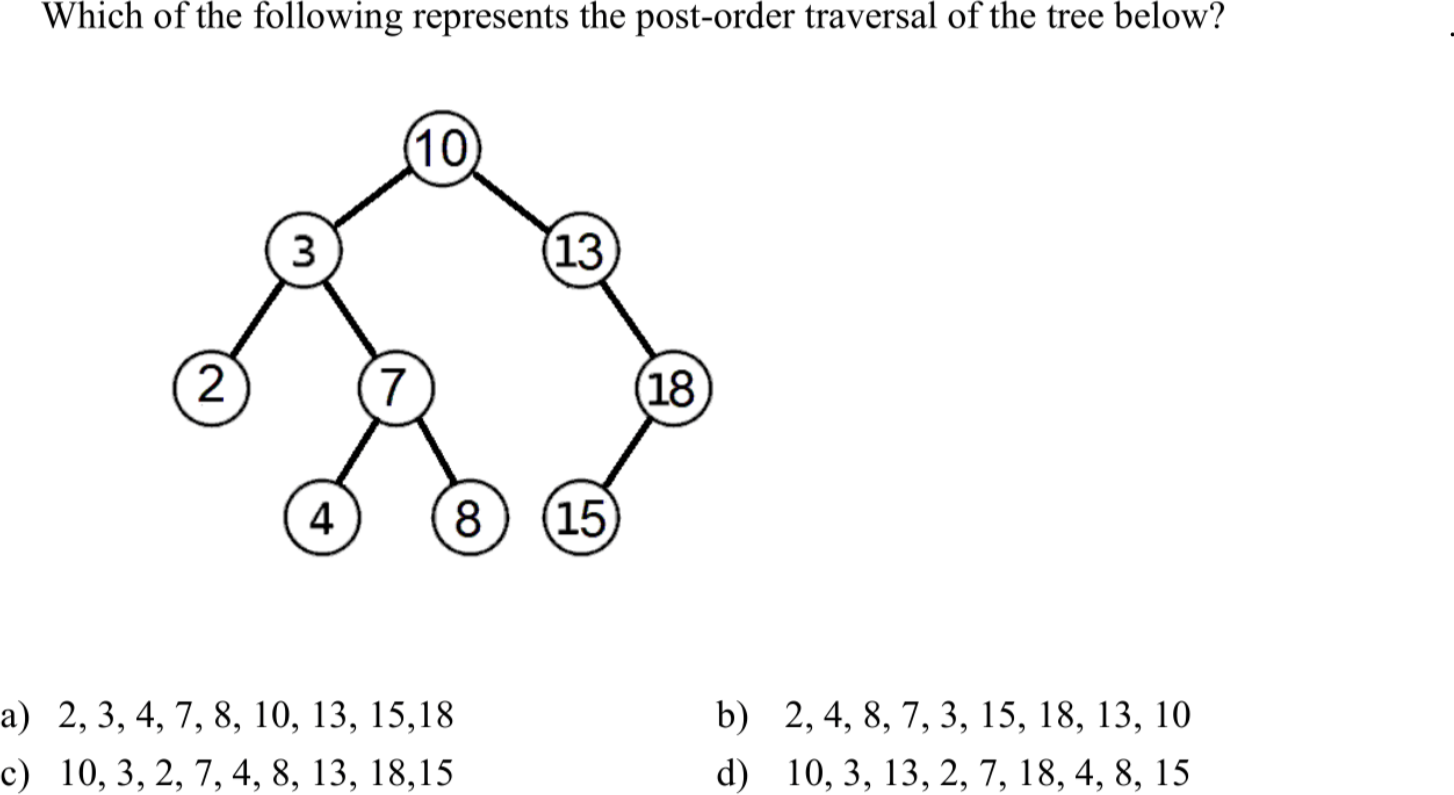 Which of the following represents the post-order traversal of the tree below?
10
3 13
2 7 18
4 8 15
a) 2, 3, 4, 7, 8, 10, 13, 15,18 b) 2, 4, 8, 7, 3, 15, 18, 13, 10
c) 10, 3, 2, 7, 4, 8, 13, 18,15 d) 10, 3, 13, 2, 7, 18, 4, 8, 15